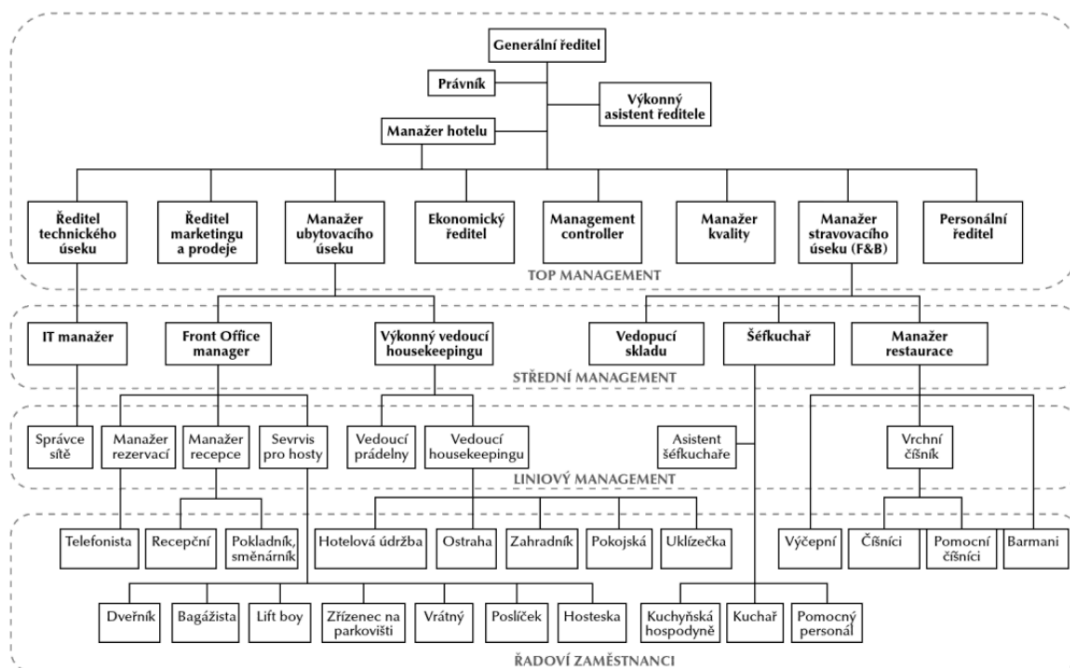 Generální ředitel
Právník
Výkonný
asistent ředitele
Manažer hotelu
Ředitel
technického
úseku
Ředitel
marketingu
a prodeje
Manažer
ubytovacího
úseku
Ekonomický
ředitel
Management
controller
Manažer
kvality
Manažer
stravovacího
úseku (F&B)
Personální
ředitel
TOP MANAGEMENT
IT manažer
Front Office
manager
Výkonný vedoucí
housekeepingu
Vedopucí
skladu
Šéfkuchař
Manažer
restaurace
STŘEDNÍ MANAGEMENT
Správce
sítě
Manažer
rezervací
Manažer
recepce
Sevrvis
pro hosty
Vedoucí
prádelny
Vedoucí
housekeepingu
Asistent
šéfkuchaře
Vrchní
číšník
LINIOVÝ MANAGEMENT
Telefonista
Recepční
Pokladník,
směnárník
Hotelová údržba
Ostraha
Zahradník
Pokojská
Uklízečka
Výčepní
Číšníci
Pomocní
číšníci
Barmani
Dveřník
Bagážista
Lift boy
Zřízenec na
parkovišti
Vrátný
Poslíček
Hosteska
Kuchyňská
hospodyně
Kuchař
Pomocný
personál
ŘADOVÍ ZAMĚSTNANCI